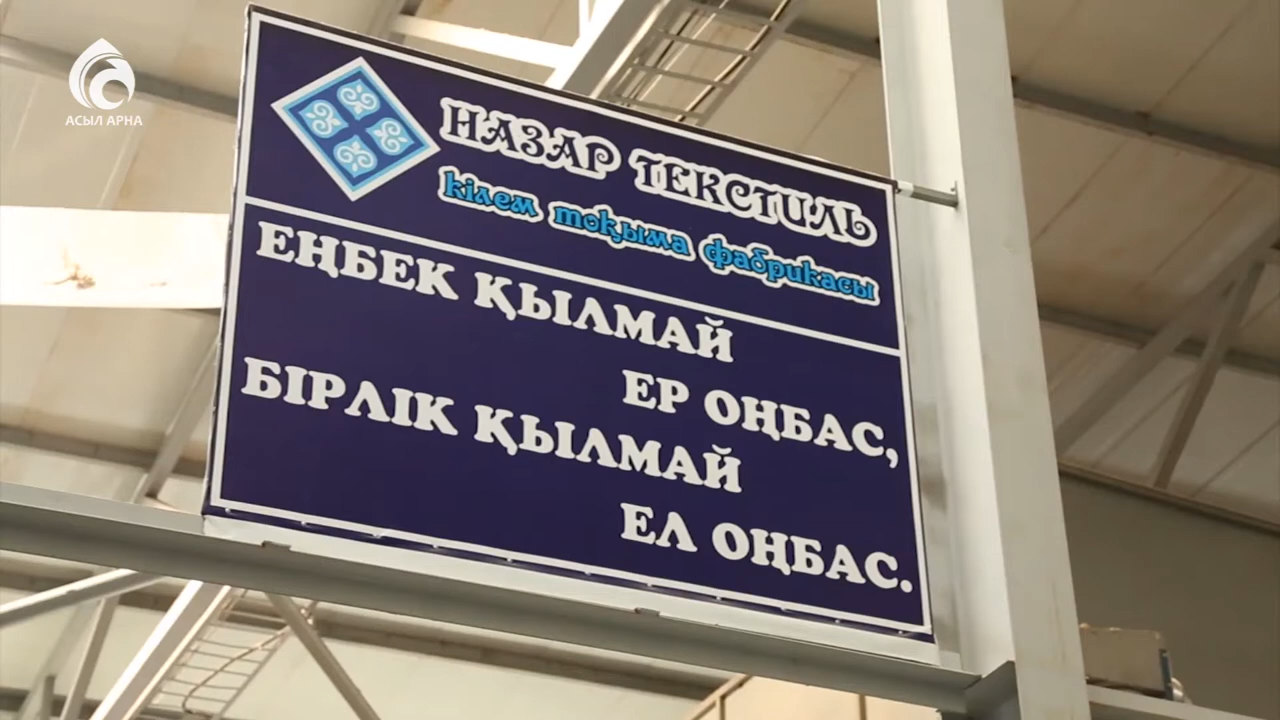 АСЫЛ АРНА
НАЗАР ТЕКСТИЛЬ
кілем тоқыма фабрикасы
ЕҢБЕК ҚЫЛМАЙ
ЕР ОҢБАС,
БІРЛІК ҚЫЛМАЙ
ЕЛ ОҢБАС.